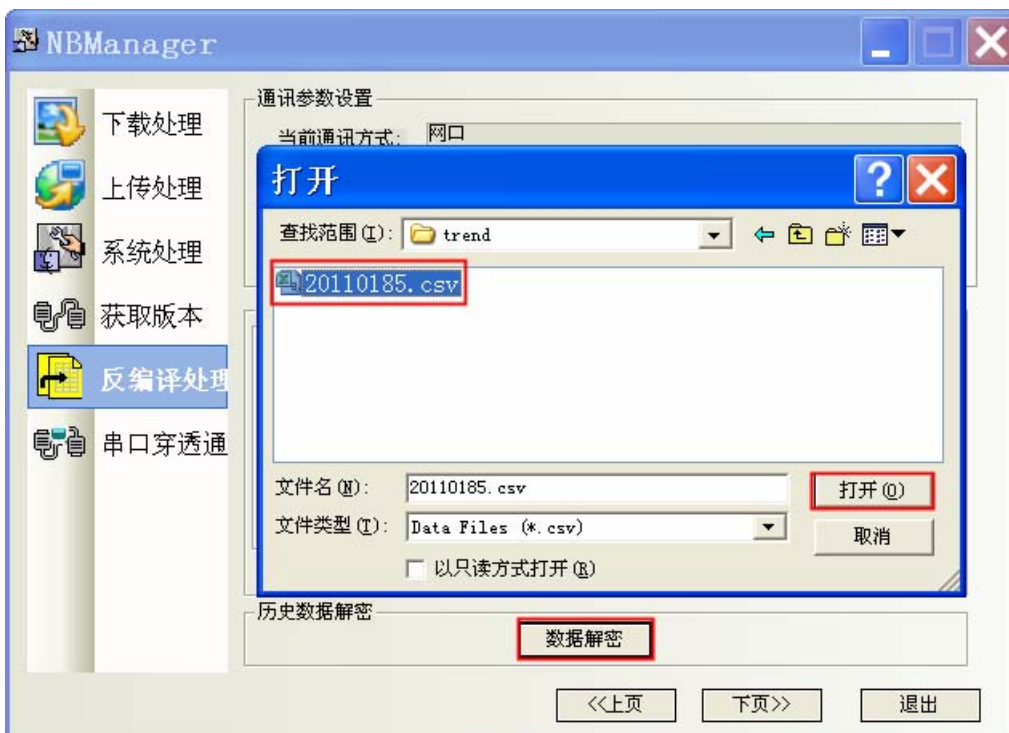 NBManager
下载处理
上传处理
系统处理
获取版本
反编译处理
串口穿透通
通讯参数设置
当前通讯方式: 网口
打开
查找范围(I): trend
20110185.csv
文件名(N): 20110185.csv
打开(O)
文件类型(T): Data Files (*.csv)
取消
以只读方式打开(R)
历史数据解密
数据解密
<<上页 下页>> 退出